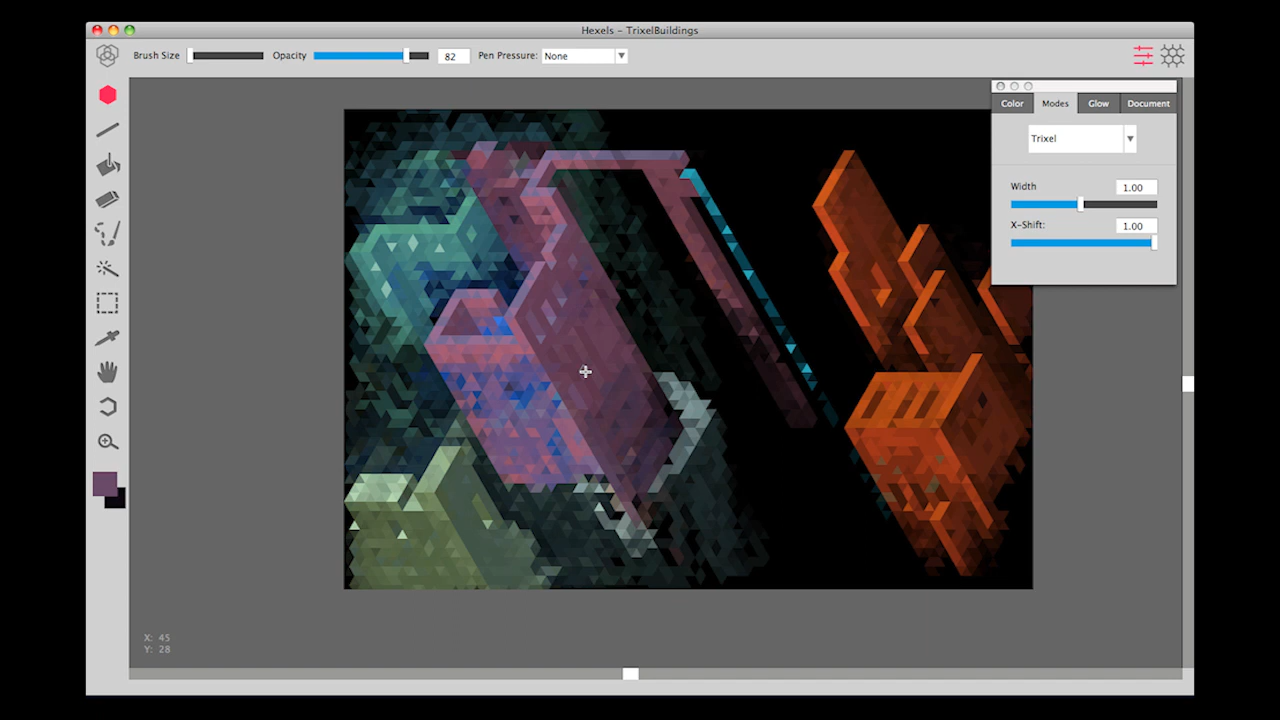 Hexels - TrixelBuildings
Brush Size Opacity 82 Pen Pressure: None
Color Modes Glow Document
Trixel
Width 1.00
X-Shift: 1.00
X: 45
Y: 28